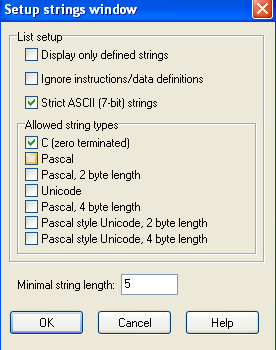 Setup strings window
List setup
Display only defined strings
Ignore instructions/data definitions
Strict ASCII (7-bit) strings
Allowed string types
C (zero terminated)
Pascal
Pascal, 2 byte length
Unicode
Pascal, 4 byte length
Pascal style Unicode, 2 byte length
Pascal style Unicode, 4 byte length
Minimal string length: 5
OK Cancel Help